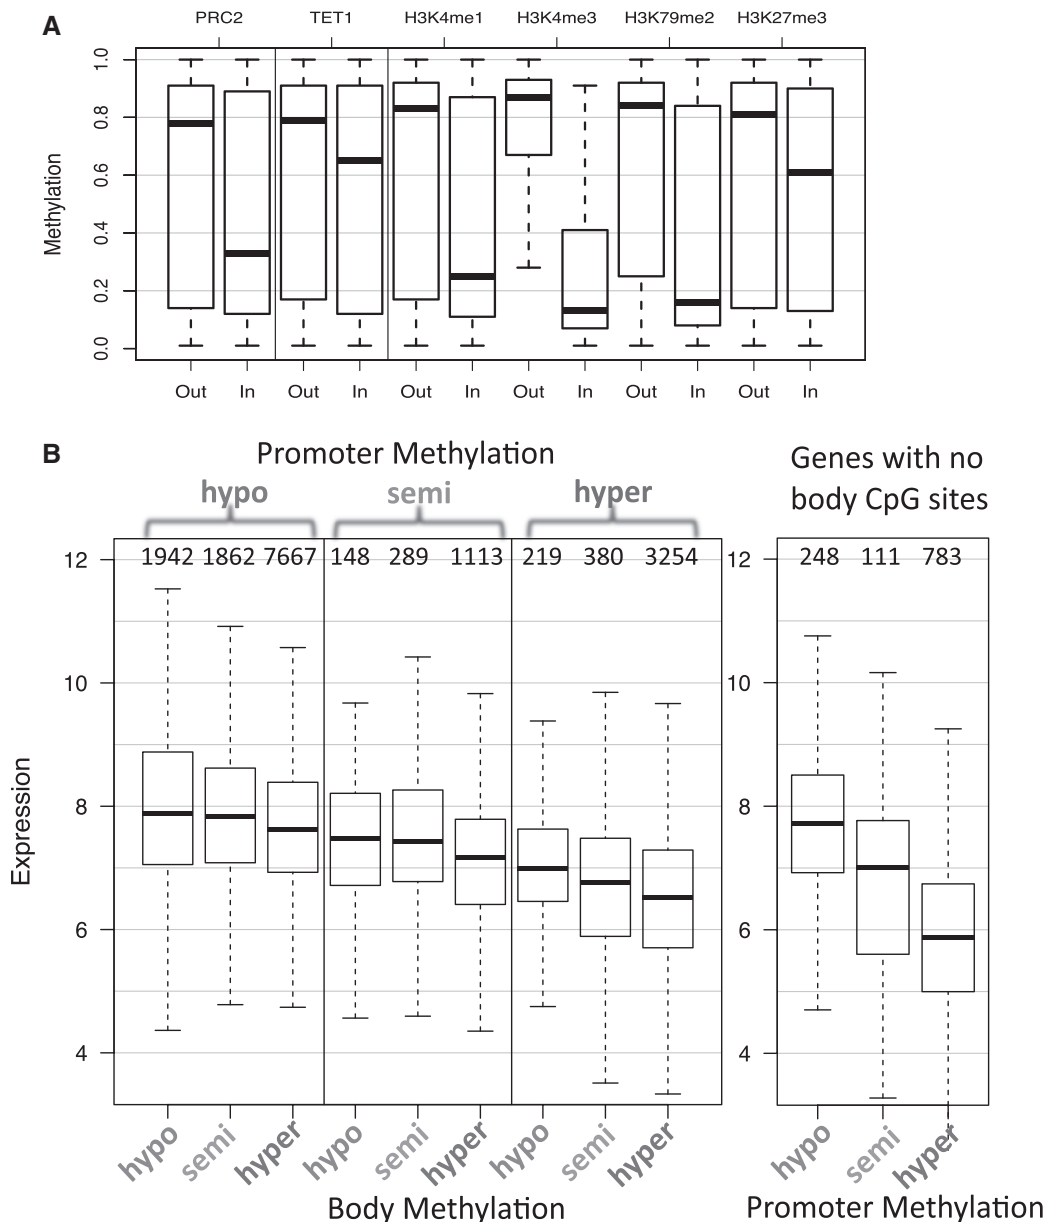 A
PRC2 TET1 H3K4me1 H3K4me3 H3K79me2 H3K27me3
Methylation
1.0
0.8
0.6
0.4
0.2
0.0
Out In Out In Out In Out In Out In Out In
B
Promoter Methylation
hypo semi hyper
Genes with no
body CpG sites
1942 1862 7667 148 289 1113 219 380 3254
248 111 783
Expression
12
10
8
6
4
12
10
8
6
4
hypo semi hyper hypo semi hyper hypo semi hyper
hypo semi hyper
Body Methylation
Promoter Methylation